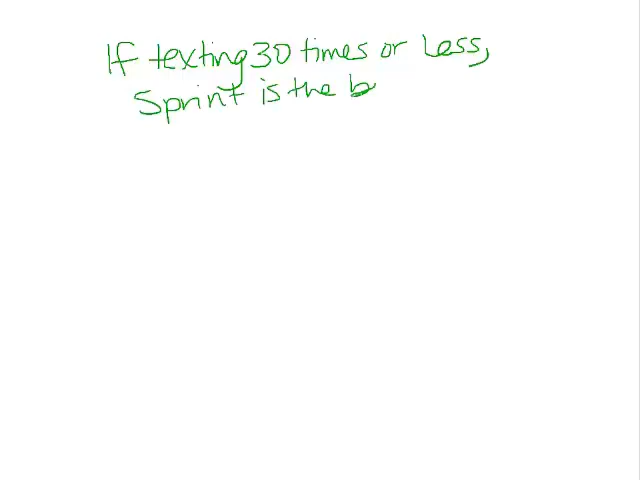 If texting 30 times or less,
Sprint is the b